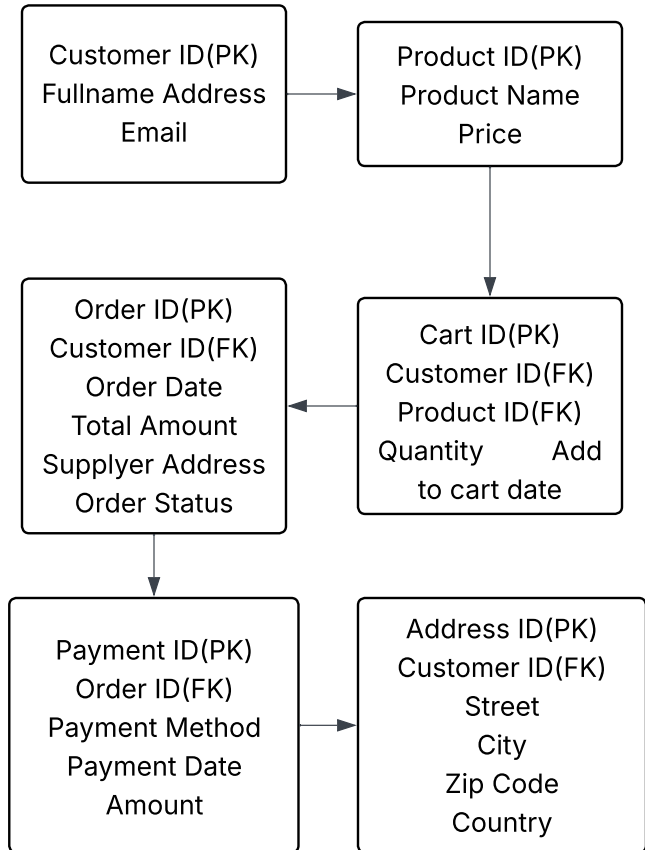 Customer ID(PK)
Fullname Address
Email
Product ID(PK)
Product Name
Price
Order ID(PK)
Customer ID(FK)
Order Date
Total Amount
Supplyer Address
Order Status
Cart ID(PK)
Customer ID(FK)
Product ID(FK)
Quantity Add
to cart date
Payment ID(PK)
Order ID(FK)
Payment Method
Payment Date
Amount
Address ID(PK)
Customer ID(FK)
Street
City
Zip Code
Country